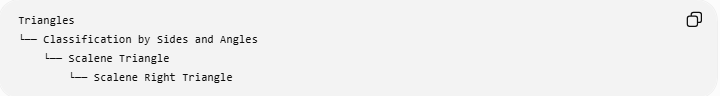 Triangles
└── Classification by Sides and Angles
    └── Scalene Triangle
        └── Scalene Right Triangle